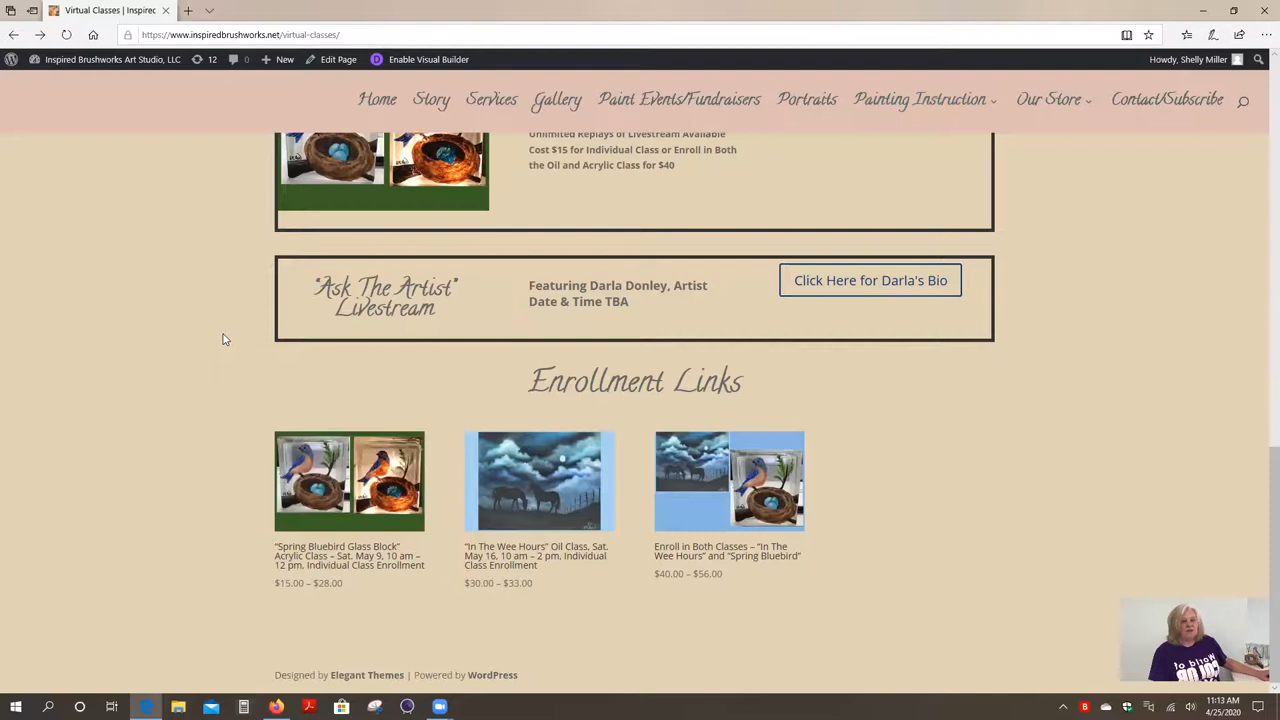 Virtual Classes | Inspired
https://www.inspiredbrushworks.net/virtual-classes/
Inspired Brushworks Art Studio, LLC 12 0 New Edit Page Enable Visual Builder Howdy, Shelly Miller
Home Story Services Gallery Paint Events/Fundraisers Portraits Painting Instruction Our Store Contact/Subscribe
Unlimited Replays of Livestream Available
Cost $15 for Individual Class or Enroll in Both
the Oil and Acrylic Class for $40
"Ask The Artist"
Livestream
Featuring Darla Donley, Artist
Date & Time TBA
Click Here for Darla's Bio
Enrollment Links
“Spring Bluebird Glass Block”
Acrylic Class – Sat. May 9, 10 am –
12 pm, Individual Class Enrollment
$15.00 – $28.00
“In The Wee Hours” Oil Class, Sat.
May 16, 10 am – 2 pm, Individual
Class Enrollment
$30.00 – $33.00
Enroll in Both Classes – “In The
Wee Hours” and “Spring Bluebird”
$40.00 – $56.00
Designed by Elegant Themes | Powered by WordPress
11:13 AM
4/25/2020